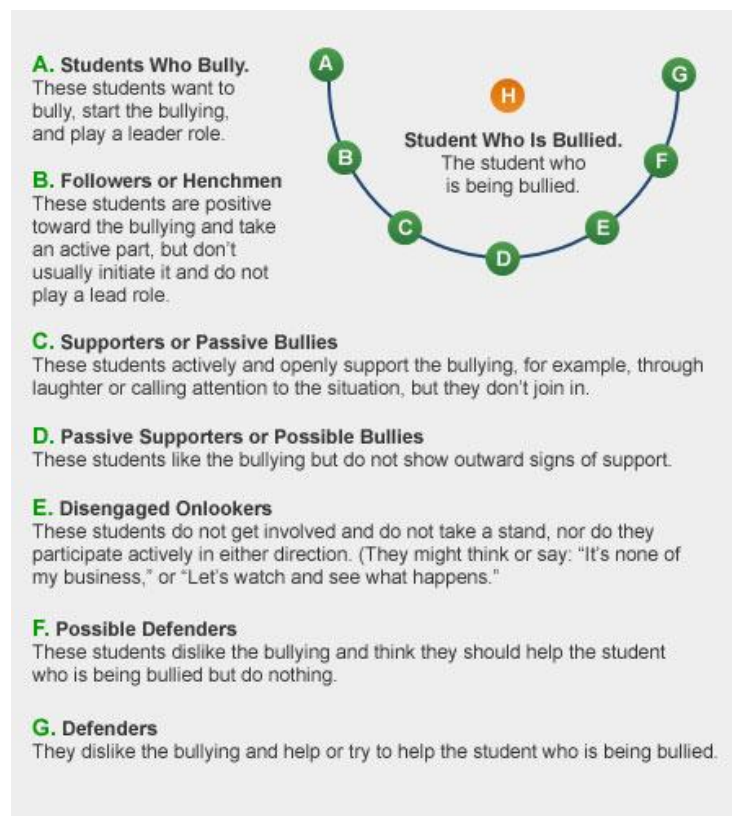 A. Students Who Bully.
These students want to
bully, start the bullying,
and play a leader role.
B. Followers or Henchmen
These students are positive
toward the bullying and take
an active part, but don't
usually initiate it and do not
play a lead role.
A
B
C
D
E
F
G
H
Student Who Is Bullied.
The student who
is being bullied.
C. Supporters or Passive Bullies
These students actively and openly support the bullying, for example, through
laughter or calling attention to the situation, but they don't join in.
D. Passive Supporters or Possible Bullies
These students like the bullying but do not show outward signs of support.
E. Disengaged Onlookers
These students do not get involved and do not take a stand, nor do they
participate actively in either direction. (They might think or say: “It's none of
my business,” or “Let's watch and see what happens.”
F. Possible Defenders
These students dislike the bullying and think they should help the student
who is being bullied but do nothing.
G. Defenders
They dislike the bullying and help or try to help the student who is being bullied.